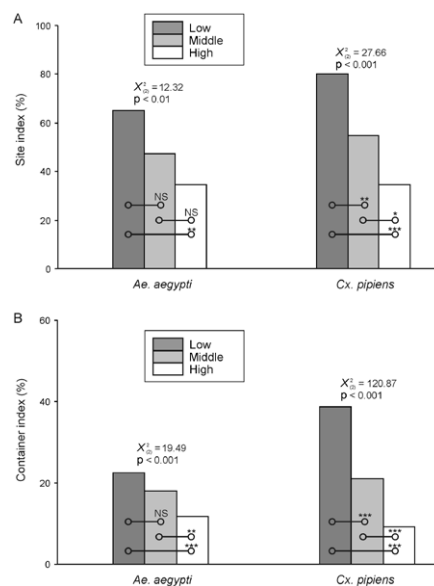 A
Low
Middle
High
X²₍₂₎ = 12.32
p < 0.01
X²₍₂₎ = 27.66
p < 0.001
Site index (%)
100
80
60
40
20
0
NS
NS
**
**
*
***
Ae. aegypti
Cx. pipiens
B
Low
Middle
High
X²₍₂₎ = 19.49
p < 0.001
X²₍₂₎ = 120.87
p < 0.001
Container index (%)
60
40
20
0
NS
**
***
***
***
***
Ae. aegypti
Cx. pipiens